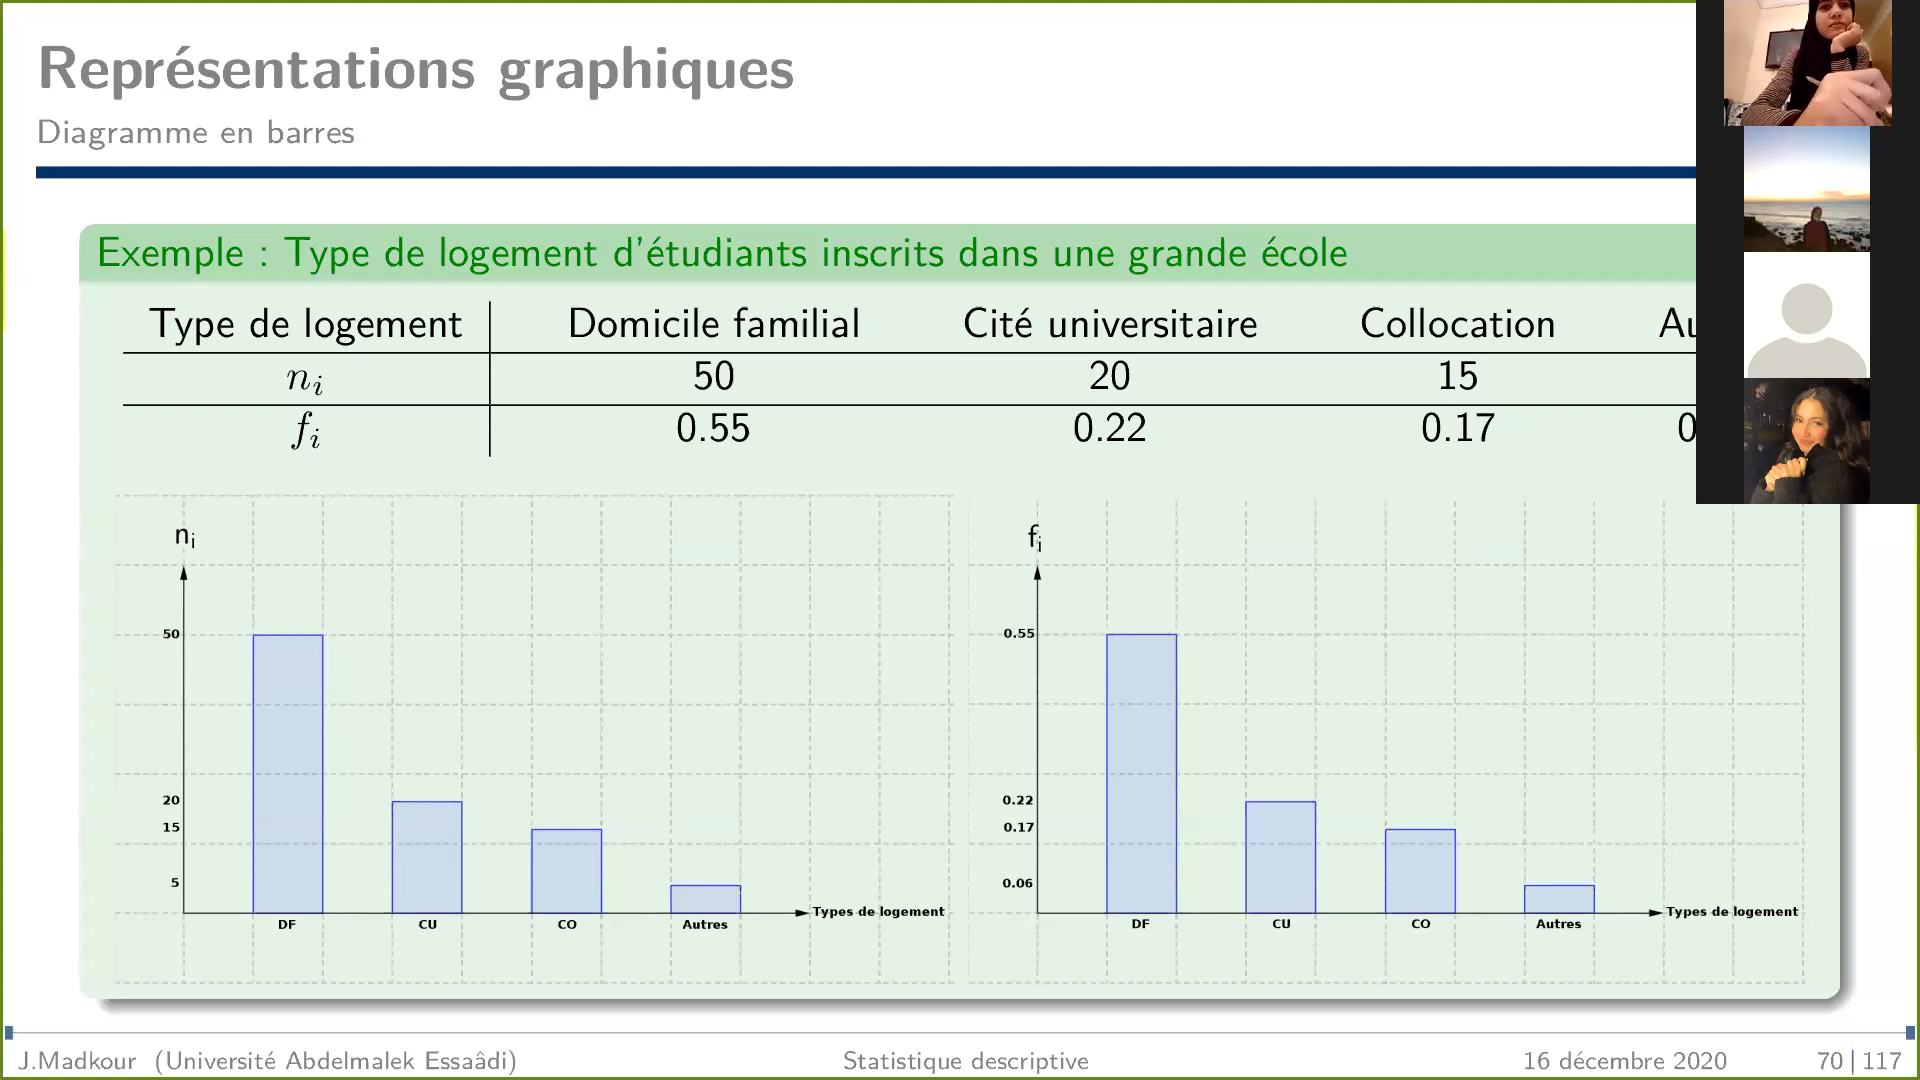 Représentations graphiques
Diagramme en barres
Exemple : Type de logement d'étudiants inscrits dans une grande école
Type de logement Domicile familial Cité universitaire Collocation
n_i 50 20 15
f_i 0.55 0.22 0.17
n_i
50
20
15
5
DF CU CO Autres Types de logement
f_i
0.55
0.22
0.17
0.06
DF CU CO Autres Types de logement
J.Madkour (Université Abdelmalek Essaâdi) Statistique descriptive 16 décembre 2020 70 | 117